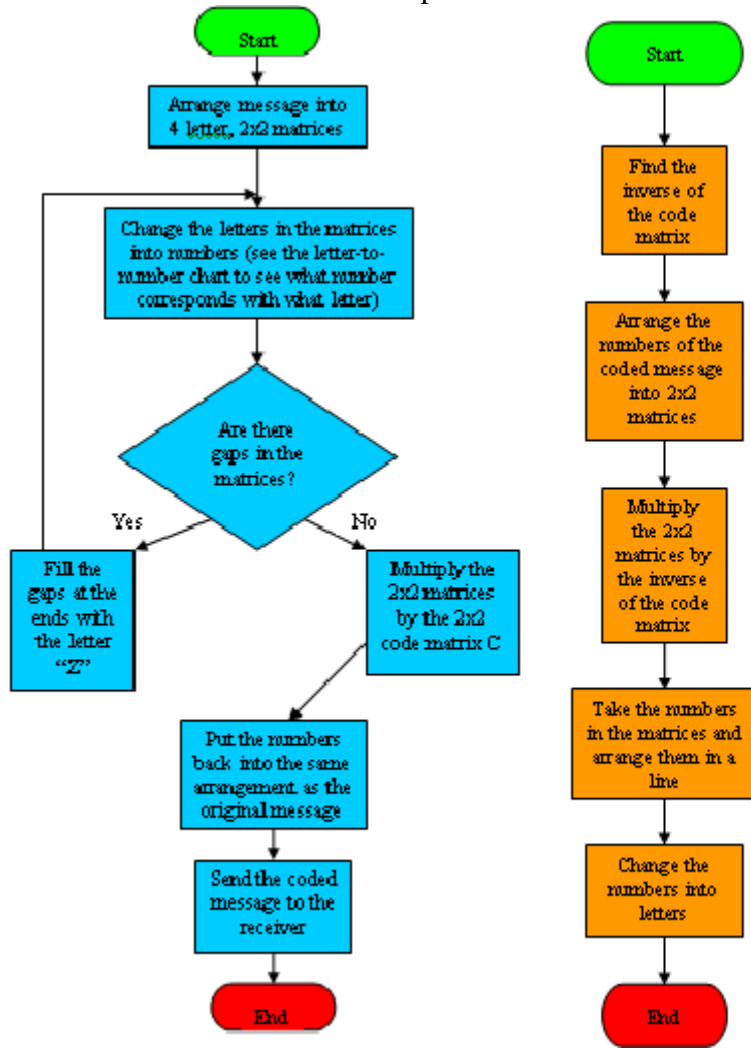 Start
Arrange message into
4 letter, 2x2 matrices
Change the letters in the matrices
into numbers (see the letter-to-
number chart to see what number
corresponds with what letter)
Are there
gaps in the
matrices?
Yes
No
Fill the
gaps at the
ends with
the letter
“Z”
Multiply the
2x2 matrices
by the 2x2
code matrix C
Put the numbers
back into the same
arrangement as the
original message
Send the coded
message to the
receiver
End
Start
Find the
inverse of
the code
matrix
Arrange the
numbers of the
coded message
into 2x2
matrices
Multiply
the 2x2
matrices by
the inverse
of the code
matrix
Take the numbers
in the matrices and
arrange them in a
line
Change the
numbers into
letters
End